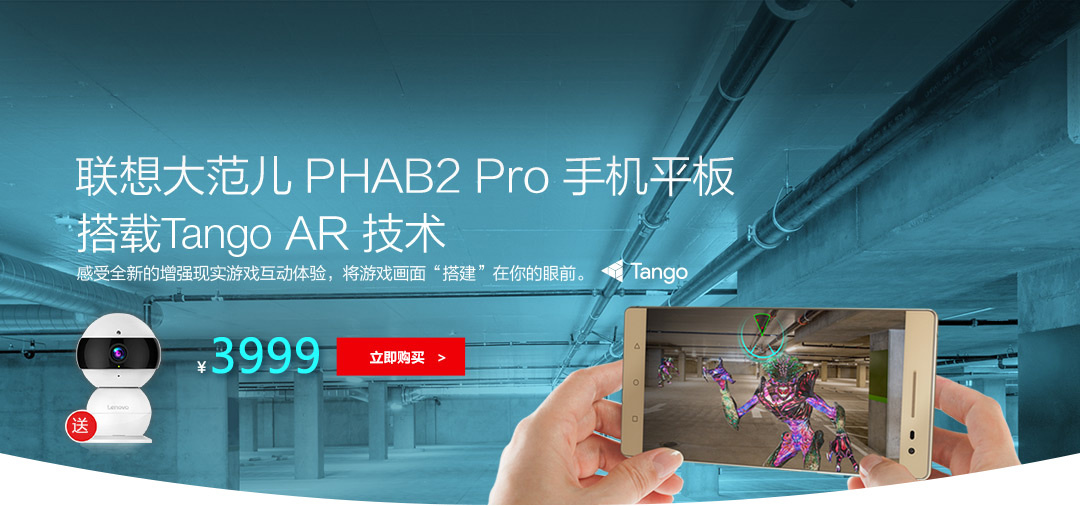 联想大范儿 PHAB2 Pro 手机平板
搭载Tango AR 技术
感受全新的增强现实游戏互动体验，将游戏画面“搭建”在你的眼前。 Tango
¥ 3999 立即购买 >
Lenovo
送